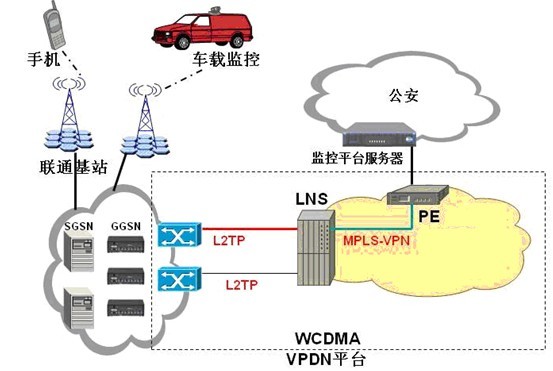 手机
车载监控
公安
联通基站
监控平台服务器
LNS
PE
SGSN
GGSN
L2TP
MPLS-VPN
L2TP
WCDMA
VPDN平台